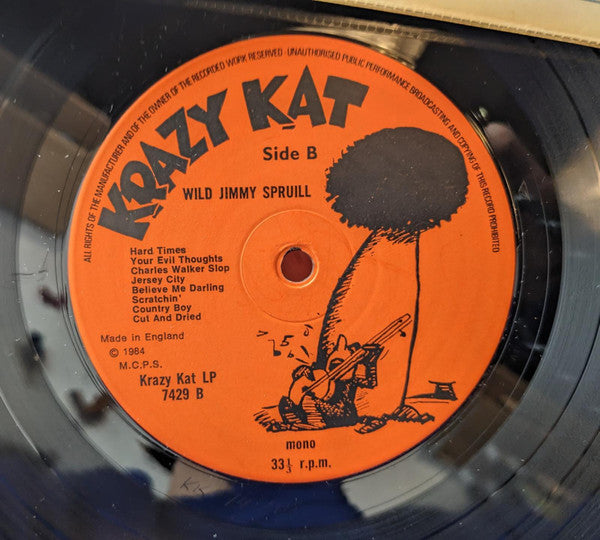 ALL RIGHTS OF THE MANUFACTURER AND OF THE OWNER OF THE RECORDED WORK RESERVED · UNAUTHORISED PUBLIC PERFORMANCE BROADCASTING AND COPYING OF THIS RECORD PROHIBITED
KRAZY KAT
Side B
WILD JIMMY SPRUILL
Hard Times
Your Evil Thoughts
Charles Walker Slop
Jersey City
Believe Me Darling
Scratchin'
Country Boy
Cut And Dried
Made in England
© 1984
M.C.P.S.
Krazy Kat LP
7429 B
mono
33⅓ r.p.m.